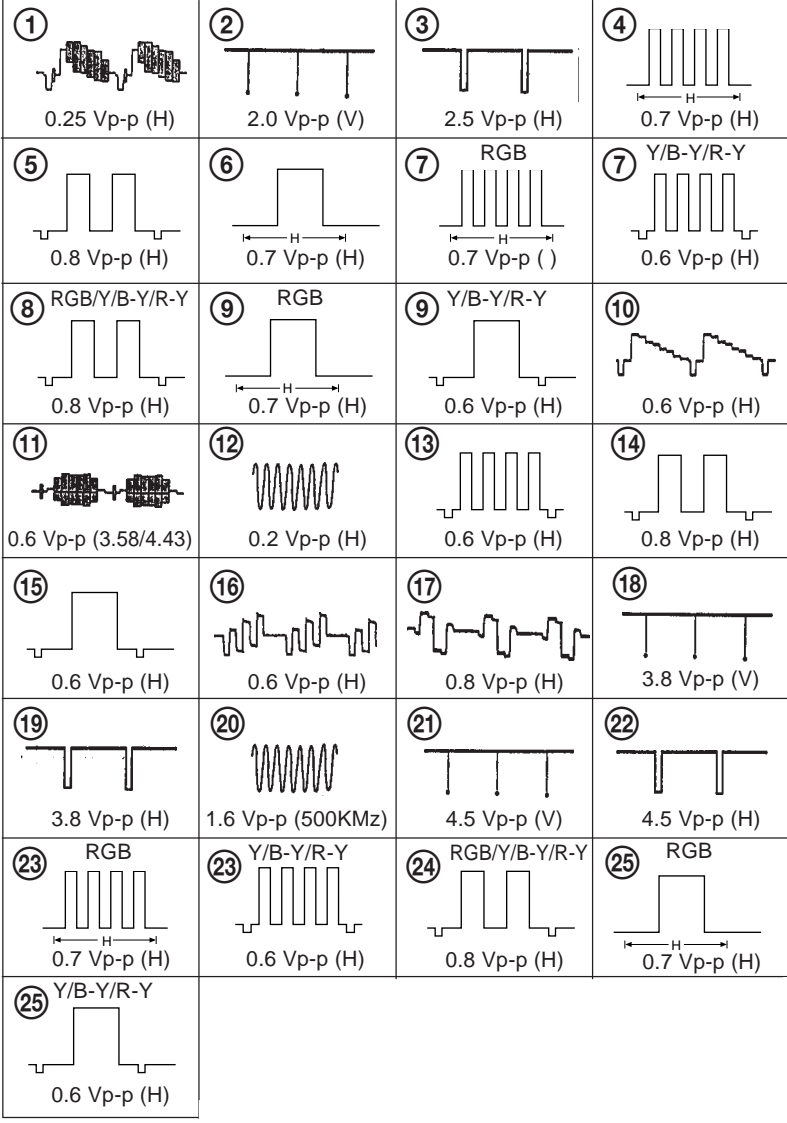 1
0.25 Vp-p (H)
2
2.0 Vp-p (V)
3
2.5 Vp-p (H)
4
H
0.7 Vp-p (H)
5
0.8 Vp-p (H)
6
H
0.7 Vp-p (H)
7
RGB
H
0.7 Vp-p ( )
7
Y/B-Y/R-Y
0.6 Vp-p (H)
8
RGB/Y/B-Y/R-Y
0.8 Vp-p (H)
9
RGB
H
0.7 Vp-p (H)
9
Y/B-Y/R-Y
0.6 Vp-p (H)
10
0.6 Vp-p (H)
11
0.6 Vp-p (3.58/4.43)
12
0.2 Vp-p (H)
13
0.6 Vp-p (H)
14
0.8 Vp-p (H)
15
0.6 Vp-p (H)
16
0.6 Vp-p (H)
17
0.8 Vp-p (H)
18
3.8 Vp-p (V)
19
3.8 Vp-p (H)
20
1.6 Vp-p (500KMz)
21
4.5 Vp-p (V)
22
4.5 Vp-p (H)
23
RGB
H
0.7 Vp-p (H)
23
Y/B-Y/R-Y
0.6 Vp-p (H)
24
RGB/Y/B-Y/R-Y
0.8 Vp-p (H)
25
RGB
H
0.7 Vp-p (H)
25
Y/B-Y/R-Y
0.6 Vp-p (H)